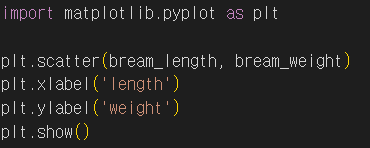 import matplotlib.pyplot as plt
plt.scatter(bream_length, bream_weight)
plt.xlabel('length')
plt.ylabel('weight')
plt.show()